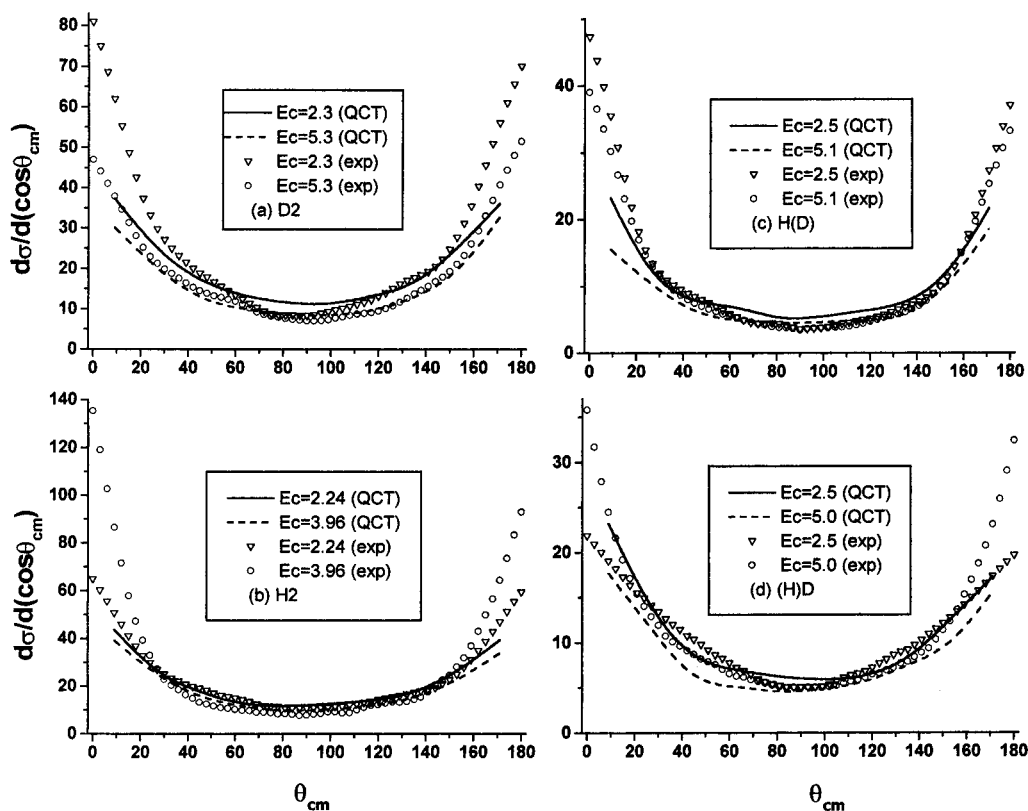 80
70
60
50
40
30
20
10
0
dσ/d(cosθcm)
Ec=2.3 (QCT)
Ec=5.3 (QCT)
Ec=2.3 (exp)
Ec=5.3 (exp)
(a) D2
0 20 40 60 80 100 120 140 160 180
40
20
0
Ec=2.5 (QCT)
Ec=5.1 (QCT)
Ec=2.5 (exp)
Ec=5.1 (exp)
(c) H(D)
0 20 40 60 80 100 120 140 160 180
140
120
100
80
60
40
20
0
dσ/d(cosθcm)
Ec=2.24 (QCT)
Ec=3.96 (QCT)
Ec=2.24 (exp)
Ec=3.96 (exp)
(b) H2
0 20 40 60 80 100 120 140 160 180
θcm
30
20
10
0
Ec=2.5 (QCT)
Ec=5.0 (QCT)
Ec=2.5 (exp)
Ec=5.0 (exp)
(d) (H)D
0 20 40 60 80 100 120 140 160 180
θcm